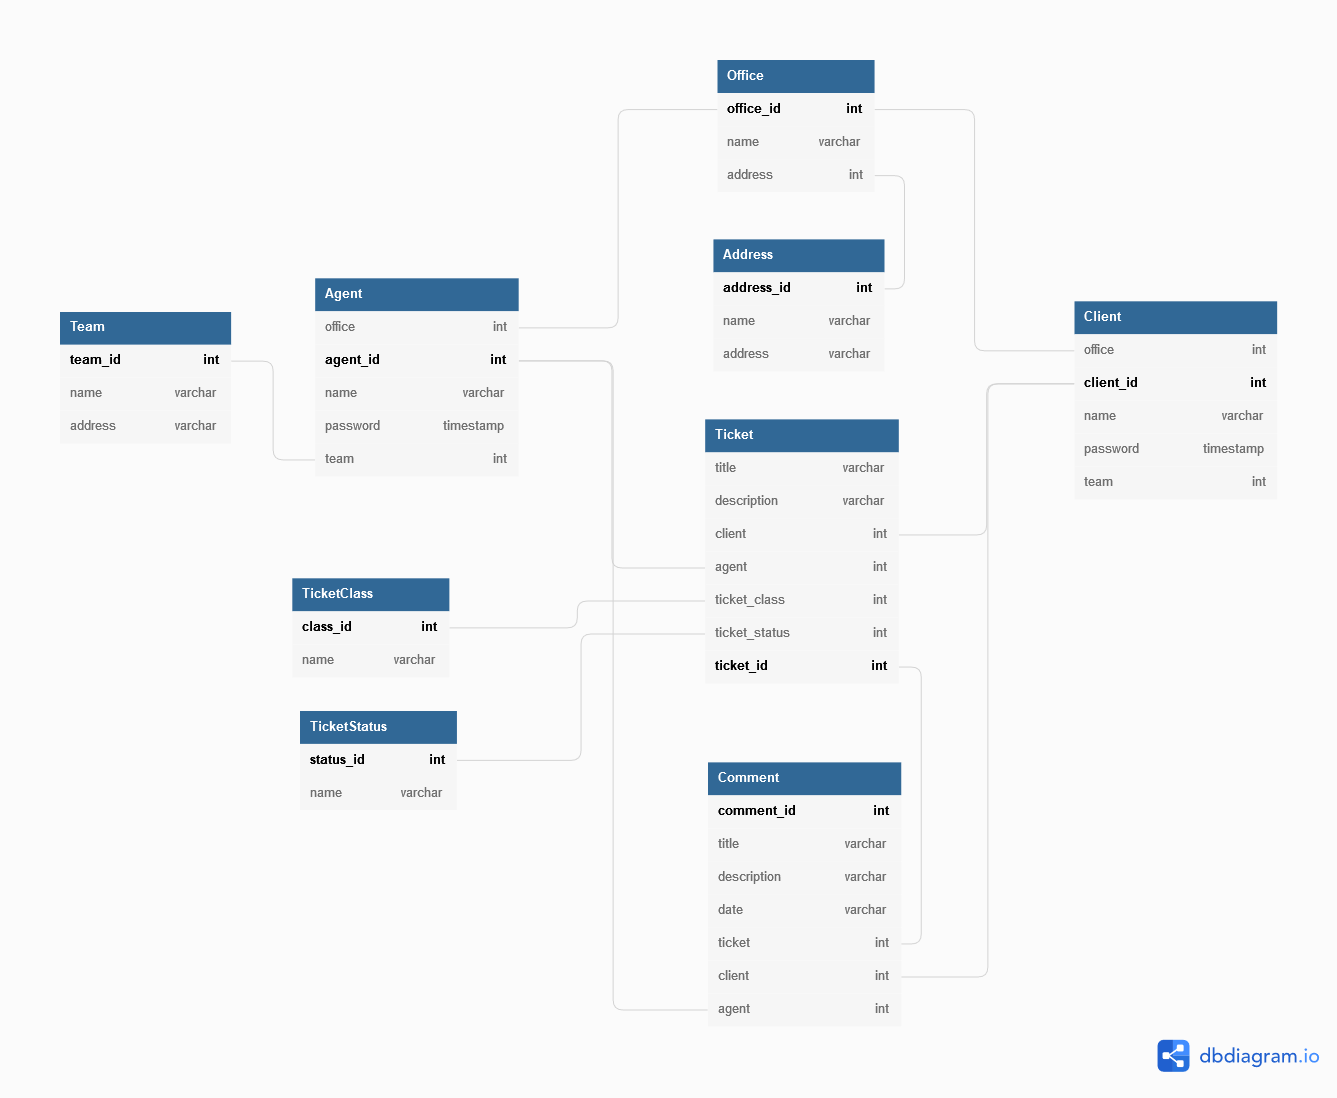 Office
office_id int
name varchar
address int
Address
address_id int
name varchar
address varchar
Agent
office int
agent_id int
name varchar
password timestamp
team int
Team
team_id int
name varchar
address varchar
Client
office int
client_id int
name varchar
password timestamp
team int
Ticket
title varchar
description varchar
client int
agent int
ticket_class int
ticket_status int
ticket_id int
TicketClass
class_id int
name varchar
TicketStatus
status_id int
name varchar
Comment
comment_id int
title varchar
description varchar
date varchar
ticket int
client int
agent int
dbdiagram.io